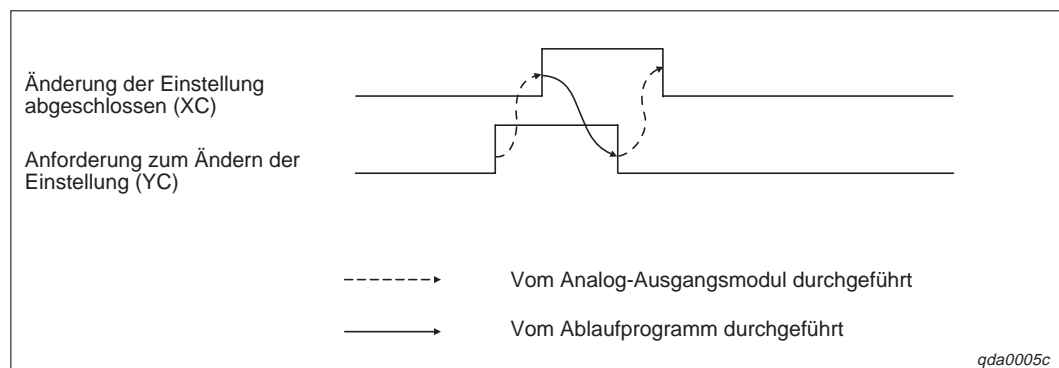 Änderung der Einstellung
abgeschlossen (XC)
Anforderung zum Ändern der
Einstellung (YC)
Vom Analog-Ausgangsmodul durchgeführt
Vom Ablaufprogramm durchgeführt
qda0005c